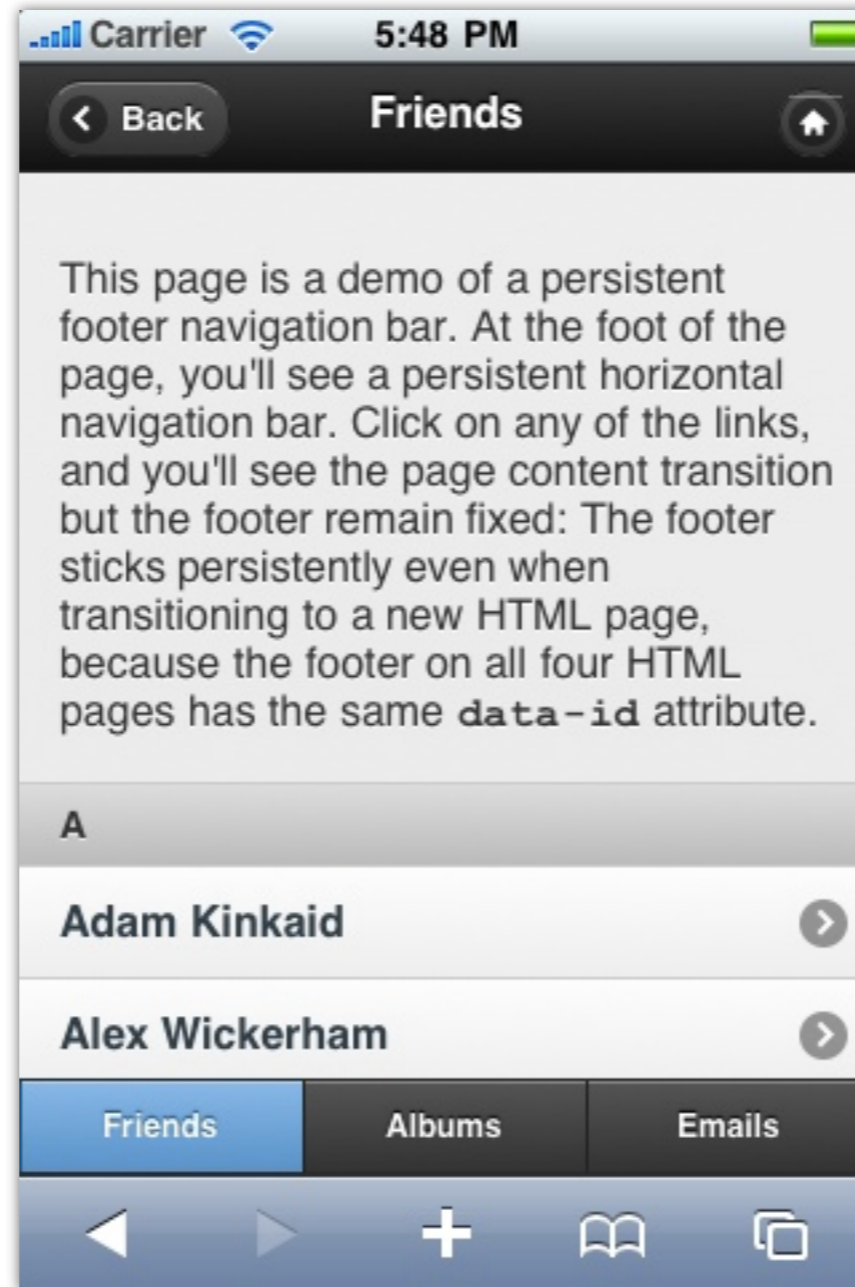 Carrier 5:48 PM
Back Friends
This page is a demo of a persistent
footer navigation bar. At the foot of the
page, you'll see a persistent horizontal
navigation bar. Click on any of the links,
and you'll see the page content transition
but the footer remain fixed: The footer
sticks persistently even when
transitioning to a new HTML page,
because the footer on all four HTML
pages has the same data-id attribute.
A
Adam Kinkaid
Alex Wickerham
Friends Albums Emails